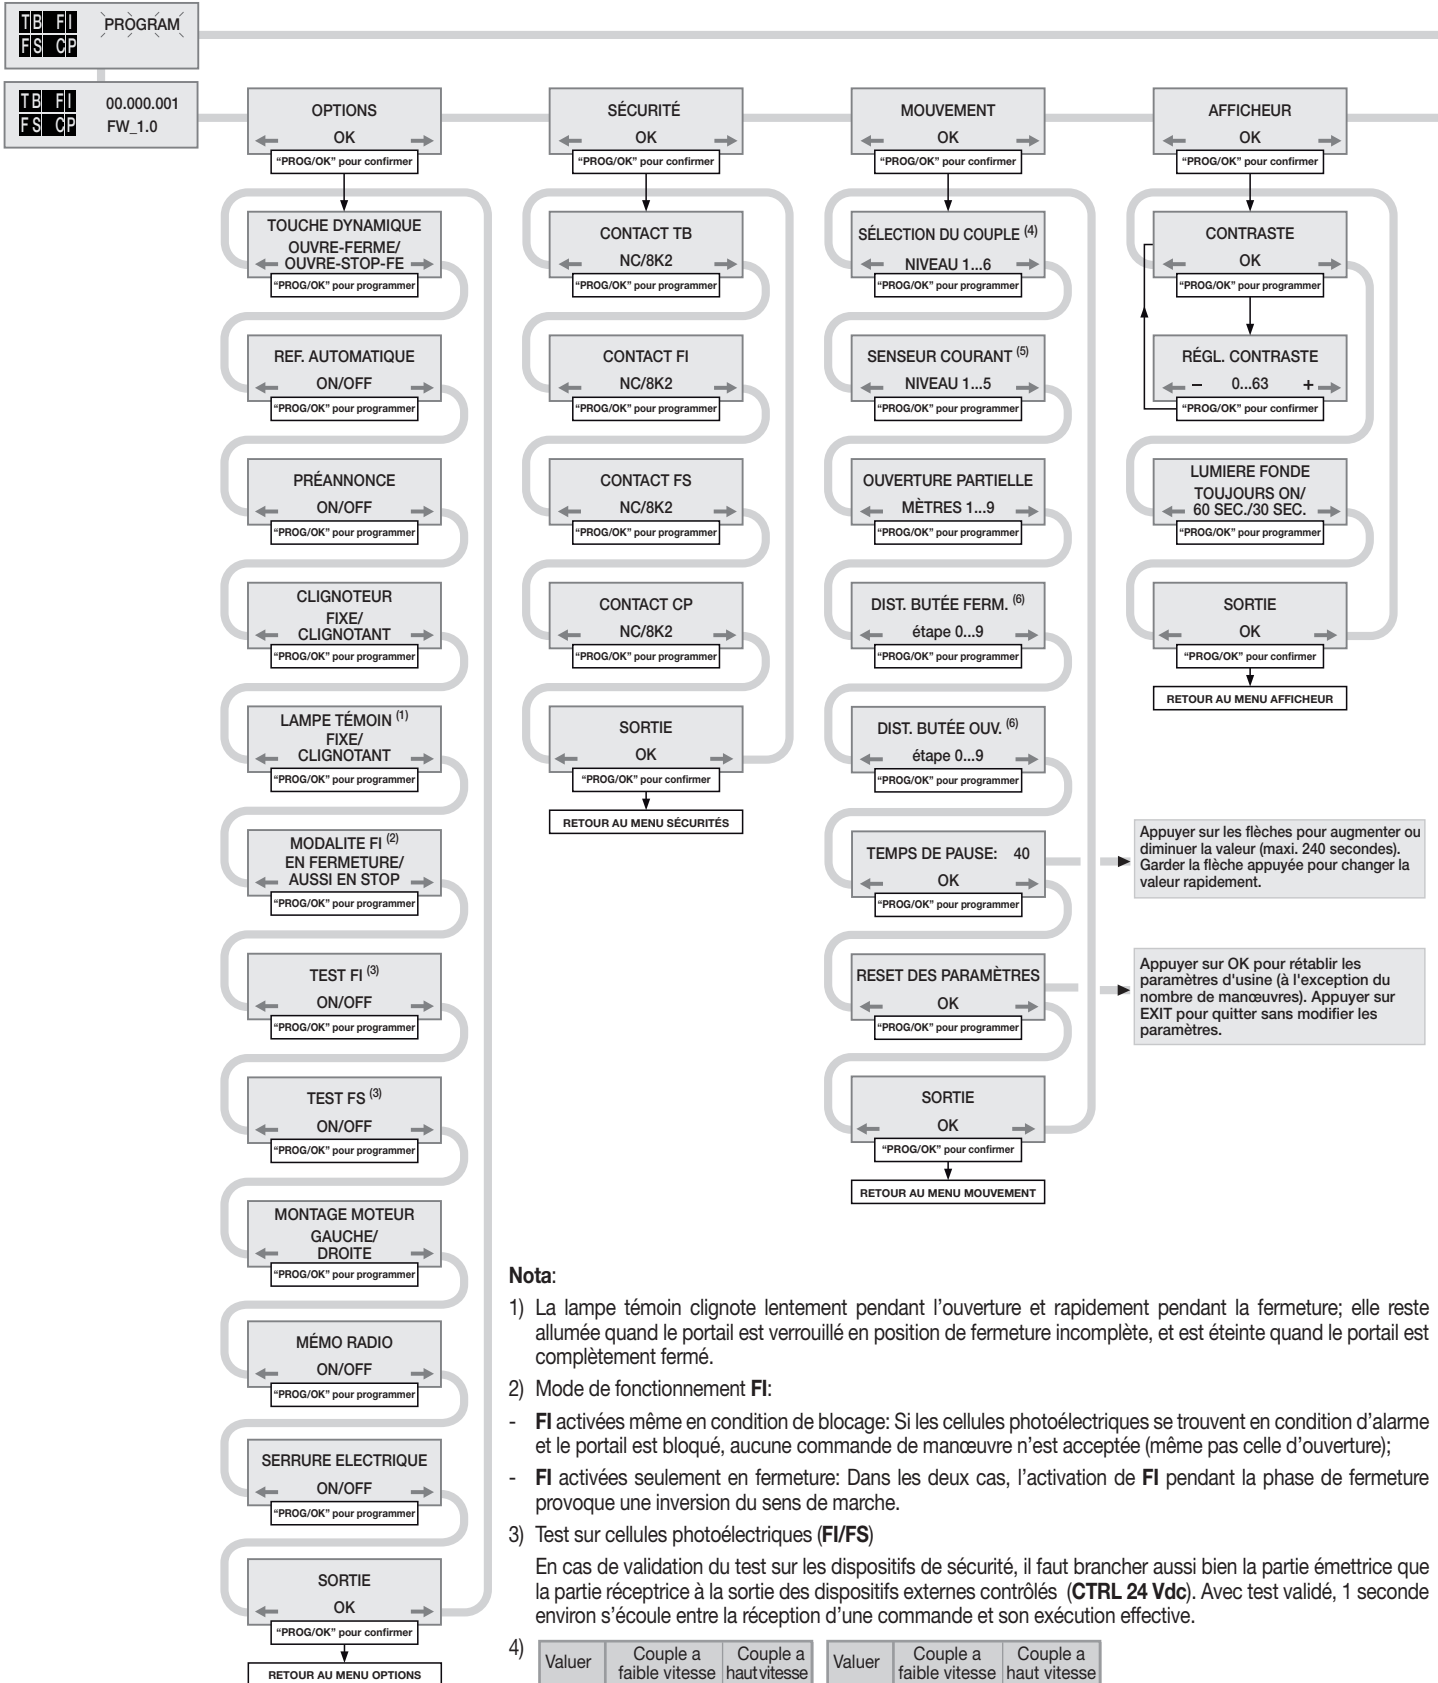 TB FI
FS CP
PROGRAM
TB FI
FS CP
00.000.001
FW_1.0
OPTIONS
OK
“PROG/OK” pour confirmer
TOUCHE DYNAMIQUE
OUVRE-FERME/
OUVRE-STOP-FE
“PROG/OK” pour programmer
REF. AUTOMATIQUE
ON/OFF
“PROG/OK” pour programmer
PRÉANNONCE
ON/OFF
“PROG/OK” pour programmer
CLIGNOTEUR
FIXE/
CLIGNOTANT
“PROG/OK” pour programmer
LAMPE TÉMOIN (1)
FIXE/
CLIGNOTANT
“PROG/OK” pour programmer
MODALITE FI (2)
EN FERMETURE/
AUSSI EN STOP
“PROG/OK” pour programmer
TEST FI (3)
ON/OFF
“PROG/OK” pour programmer
TEST FS (3)
ON/OFF
“PROG/OK” pour programmer
MONTAGE MOTEUR
GAUCHE/
DROITE
“PROG/OK” pour programmer
MÉMO RADIO
ON/OFF
“PROG/OK” pour programmer
SERRURE ELECTRIQUE
ON/OFF
“PROG/OK” pour programmer
SORTIE
OK
“PROG/OK” pour confirmer
RETOUR AU MENU OPTIONS
SÉCURITÉ
OK
“PROG/OK” pour confirmer
CONTACT TB
NC/8K2
“PROG/OK” pour programmer
CONTACT FI
NC/8K2
“PROG/OK” pour programmer
CONTACT FS
NC/8K2
“PROG/OK” pour programmer
CONTACT CP
NC/8K2
“PROG/OK” pour programmer
SORTIE
OK
“PROG/OK” pour confirmer
RETOUR AU MENU SÉCURITÉS
MOUVEMENT
OK
“PROG/OK” pour confirmer
SÉLECTION DU COUPLE (4)
NIVEAU 1...6
“PROG/OK” pour programmer
SENSEUR COURANT (5)
NIVEAU 1...5
“PROG/OK” pour programmer
OUVERTURE PARTIELLE
MÈTRES 1...9
“PROG/OK” pour programmer
DIST. BUTÉE FERM. (6)
étape 0...9
“PROG/OK” pour programmer
DIST. BUTÉE OUV. (6)
étape 0...9
“PROG/OK” pour programmer
TEMPS DE PAUSE: 40
OK
“PROG/OK” pour programmer
RESET DES PARAMÈTRES
OK
“PROG/OK” pour programmer
SORTIE
OK
“PROG/OK” pour confirmer
RETOUR AU MENU MOUVEMENT
AFFICHEUR
OK
“PROG/OK” pour confirmer
CONTRASTE
OK
“PROG/OK” pour programmer
RÉGL. CONTRASTE
– 0...63 +
“PROG/OK” pour confirmer
LUMIERE FONDE
TOUJOURS ON/
60 SEC./30 SEC.
“PROG/OK” pour programmer
SORTIE
OK
“PROG/OK” pour confirmer
RETOUR AU MENU AFFICHEUR
Appuyer sur les flèches pour augmenter ou
diminuer la valeur (maxi. 240 secondes).
Garder la flèche appuyée pour changer la
valeur rapidement.
Appuyer sur OK pour rétablir les
paramètres d'usine (à l'exception du
nombre de manœuvres). Appuyer sur
EXIT pour quitter sans modifier les
paramètres.
Nota:
1) La lampe témoin clignote lentement pendant l’ouverture et rapidement pendant la fermeture; elle reste
allumée quand le portail est verrouillé en position de fermeture incomplète, et est éteinte quand le portail est
complètement fermé.
2) Mode de fonctionnement FI:
- FI activées même en condition de blocage: Si les cellules photoélectriques se trouvent en condition d’alarme
et le portail est bloqué, aucune commande de manœuvre n’est acceptée (même pas celle d’ouverture);
- FI activées seulement en fermeture: Dans les deux cas, l’activation de FI pendant la phase de fermeture
provoque une inversion du sens de marche.
3) Test sur cellules photoélectriques (FI/FS)
En cas de validation du test sur les dispositifs de sécurité, il faut brancher aussi bien la partie émettrice que
la partie réceptrice à la sortie des dispositifs externes contrôlés (CTRL 24 Vdc). Avec test validé, 1 seconde
environ s’écoule entre la réception d’une commande et son exécution effective.
4) Valuer Couple a faible vitesse Couple a haut vitesse Valuer Couple a faible vitesse Couple a haut vitesse